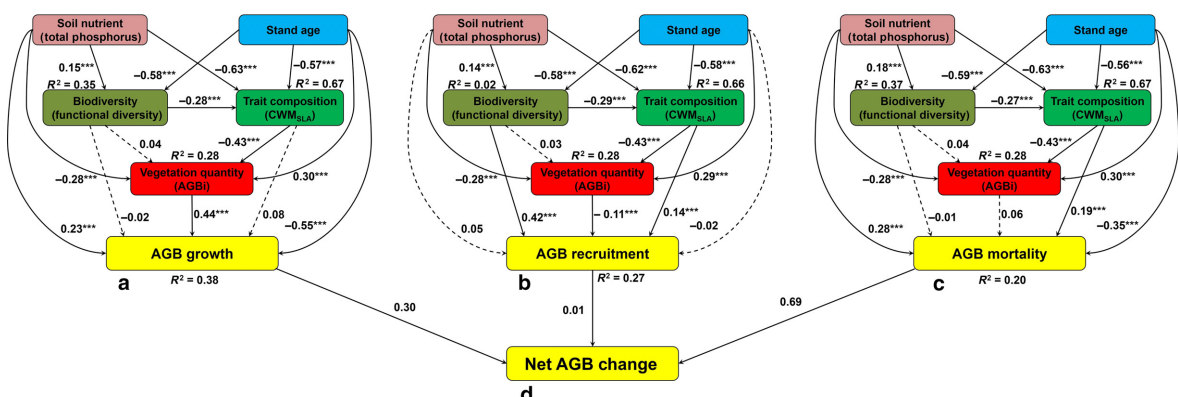 Soil nutrient
(total phosphorus)
Stand age
0.15***
–0.58***
–0.63***
–0.57***
R² = 0.35
R² = 0.67
Biodiversity
(functional diversity)
–0.28***
Trait composition
(CWMSLA)
0.04
–0.43***
R² = 0.28
Vegetation quantity
(AGBi)
–0.28***
0.30***
–0.02
0.44***
0.08
0.23***
–0.55***
AGB growth
a
R² = 0.38
Soil nutrient
(total phosphorus)
Stand age
0.14***
–0.58***
–0.62***
–0.58***
R² = 0.02
R² = 0.66
Biodiversity
(functional diversity)
–0.29***
Trait composition
(CWMSLA)
0.03
–0.43***
R² = 0.28
Vegetation quantity
(AGBi)
–0.28***
0.29***
0.42***
– 0.11***
0.14***
0.05
–0.02
AGB recruitment
b
R² = 0.27
Soil nutrient
(total phosphorus)
Stand age
0.18***
–0.59***
–0.63***
–0.56***
R² = 0.37
R² = 0.67
Biodiversity
(functional diversity)
–0.27***
Trait composition
(CWMSLA)
0.04
–0.43***
R² = 0.28
Vegetation quantity
(AGBi)
–0.28***
0.30***
–0.01
0.06
0.19***
0.28***
–0.35***
AGB mortality
c
R² = 0.20
0.30
0.01
0.69
Net AGB change
d